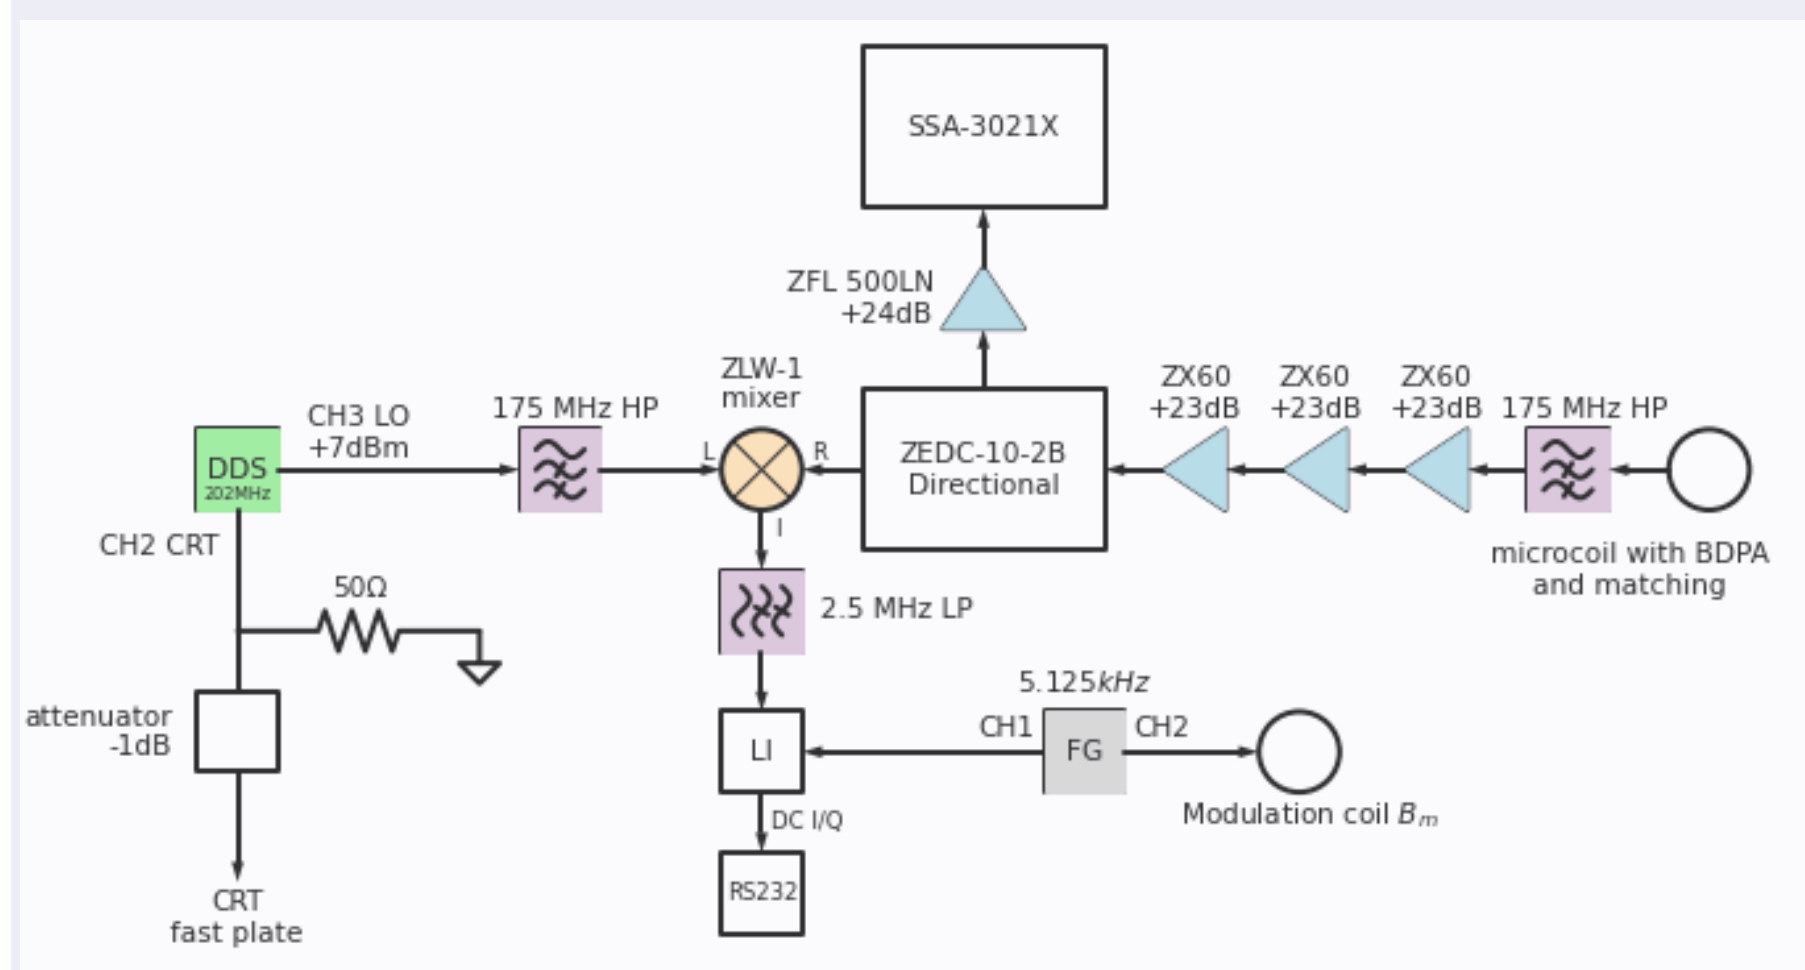 SSA-3021X
ZFL 500LN
+24dB
ZLW-1
mixer
ZX60
+23dB
ZX60
+23dB
ZX60
+23dB
175 MHz HP
CH3 LO
+7dBm
175 MHz HP
DDS
202MHz
L
R
I
ZEDC-10-2B
Directional
microcoil with BDPA
and matching
CH2 CRT
50Ω
2.5 MHz LP
attenuator
-1dB
5.125kHz
LI
CH1
FG
CH2
Modulation coil Bm
DC I/Q
RS232
CRT
fast plate